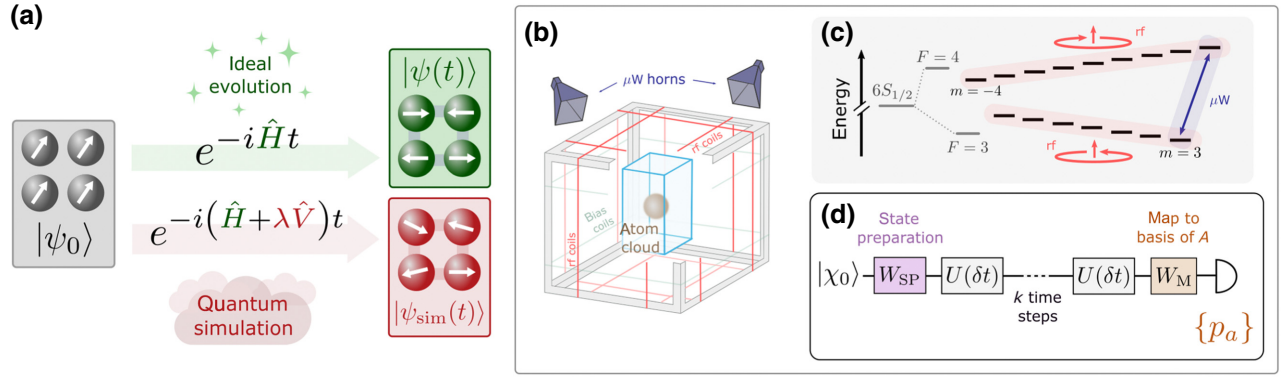 (a)
Ideal
evolution
e^{-iĤt}
|ψ(t)⟩
|ψ₀⟩
e^{-i(Ĥ+λV̂)t}
Quantum
simulation
|ψ_sim(t)⟩
(b)
μW horns
rf coils
Bias
coils
Atom
cloud
rf coils
(c)
Energy
6S_{1/2}
F = 4
F = 3
m = −4
rf
μW
rf
m = 3
(d)
State
preparation
Map to
basis of A
|χ₀⟩
W_SP
U(δt)
U(δt)
W_M
k time
steps
{p_a}